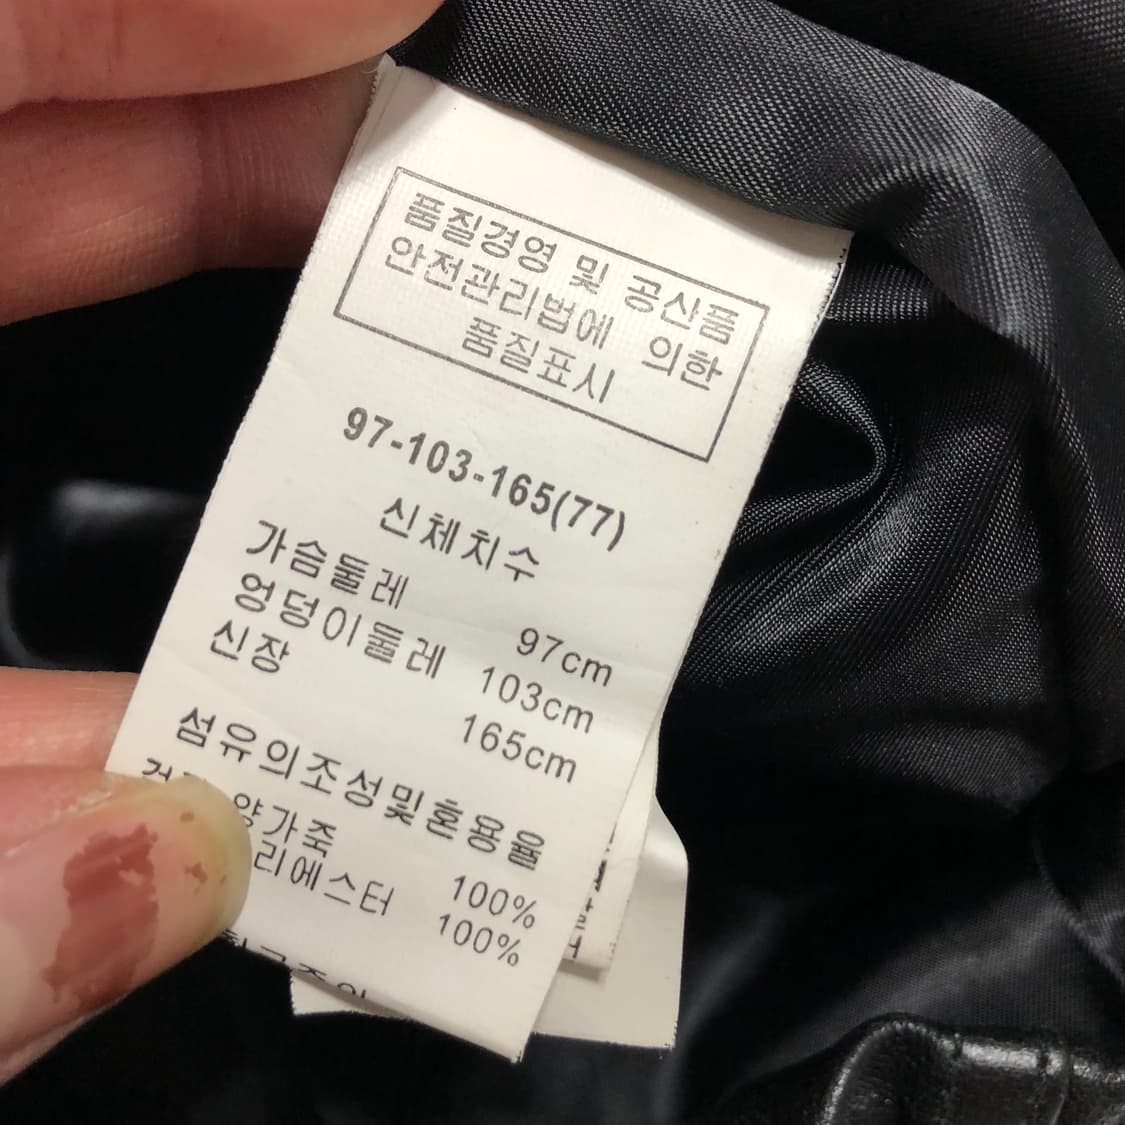 품질경영 및 공산품
안전관리법에 의한
품질표시
97-103-165(77)
신체치수
가슴둘레 97cm
엉덩이둘레 103cm
신장 165cm
섬유의조성및혼용율
양가죽 100%
리에스터 100%